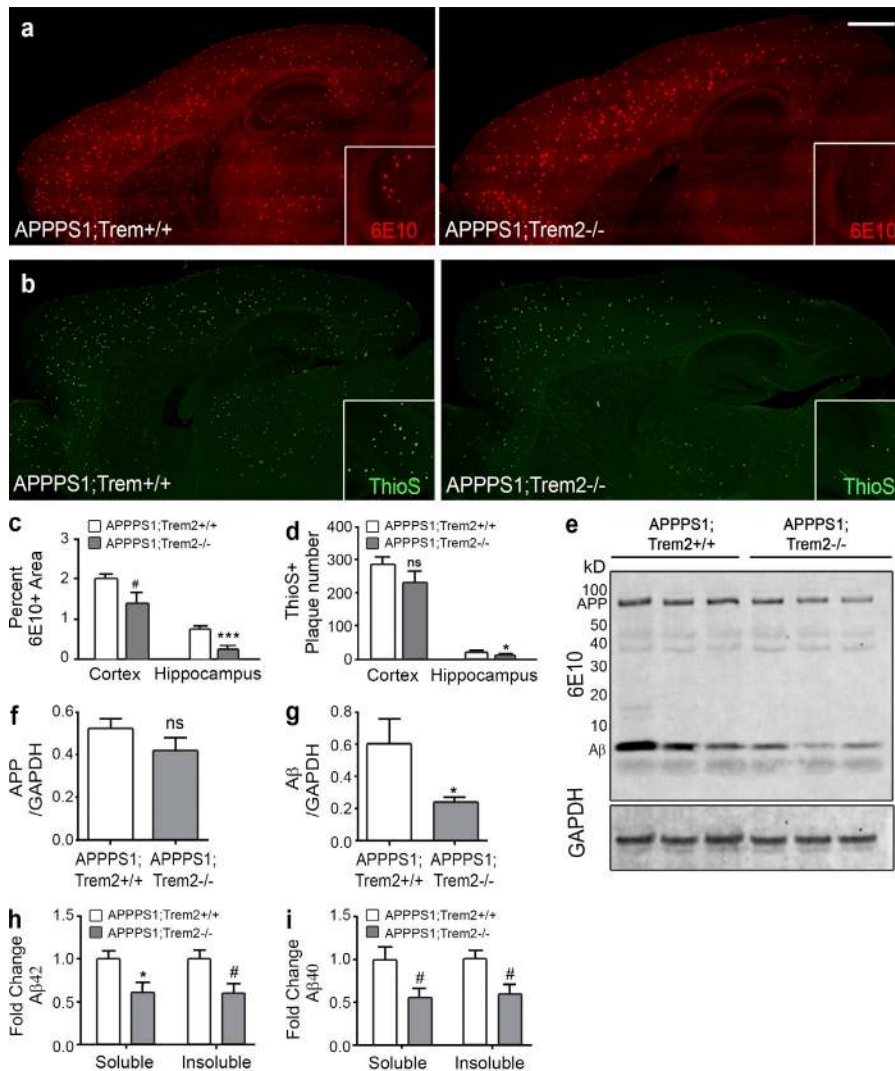 a
APPPS1;Trem+/+
6E10
APPPS1;Trem2-/-
6E10
b
APPPS1;Trem+/+
ThioS
APPPS1;Trem2-/-
ThioS
c
APPPS1;Trem2+/+
APPPS1;Trem2-/-
Percent
6E10+ Area
3
2
1
0
#
***
Cortex
Hippocampus
d
APPPS1;Trem2+/+
APPPS1;Trem2-/-
ThioS+
Plaque number
400
300
200
100
0
ns
*
Cortex
Hippocampus
e
APPPS1;
Trem2+/+
APPPS1;
Trem2-/-
kD
100
APP
50
40
30
20
10
Aβ
6E10
GAPDH
f
APP
/GAPDH
0.6
0.4
0.2
0.0
ns
APPPS1;
Trem2+/+
APPPS1;
Trem2-/-
g
Aβ
/GAPDH
0.8
0.6
0.4
0.2
0.0
*
APPPS1;
Trem2+/+
APPPS1;
Trem2-/-
h
APPPS1;Trem2+/+
APPPS1;Trem2-/-
Fold Change
Aβ42
1.5
1.0
0.5
0.0
*
#
Soluble
Insoluble
i
APPPS1;Trem2+/+
APPPS1;Trem2-/-
Fold Change
Aβ40
1.5
1.0
0.5
0.0
#
#
Soluble
Insoluble